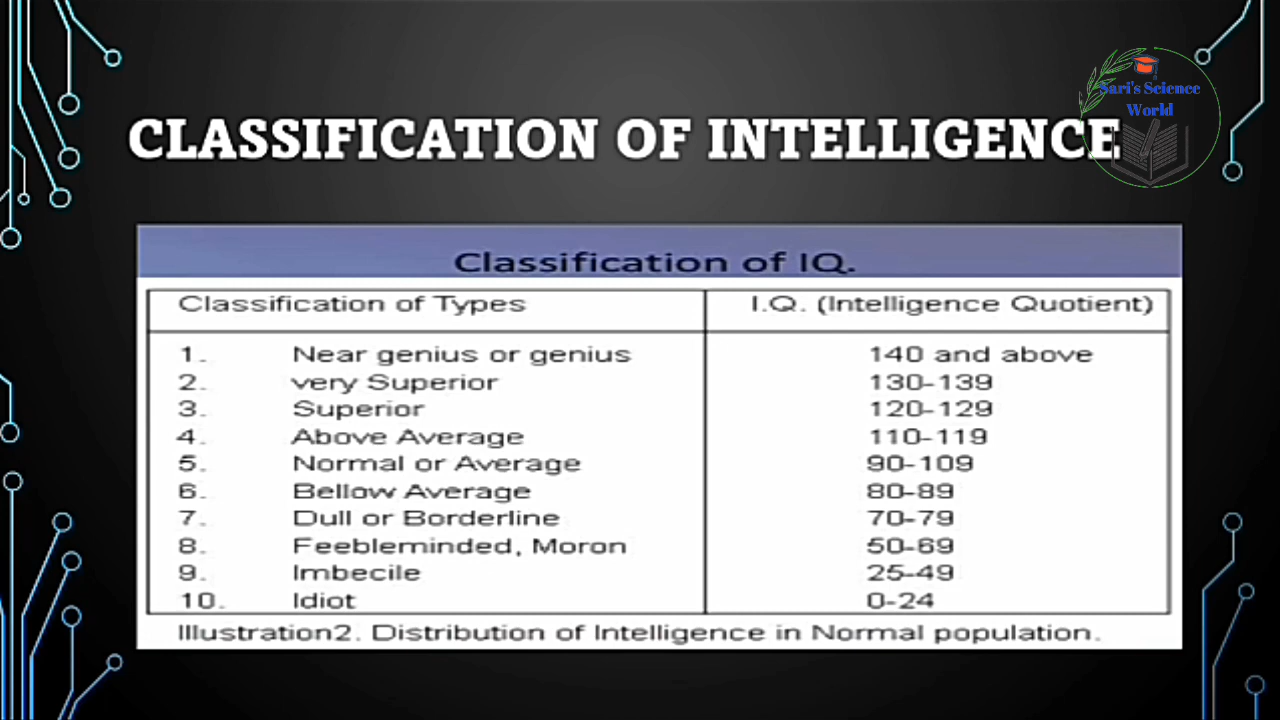 Sari's Science
World
CLASSIFICATION OF INTELLIGENCE
Classification of IQ.
Classification of Types I.Q. (Intelligence Quotient)
1. Near genius or genius 140 and above
2. very Superior 130-139
3. Superior 120-129
4. Above Average 110-119
5. Normal or Average 90-109
6. Bellow Average 80-89
7. Dull or Borderline 70-79
8. Feebleminded, Moron 50-69
9. Imbecile 25-49
10. Idiot 0-24
Illustration2. Distribution of Intelligence in Normal population.